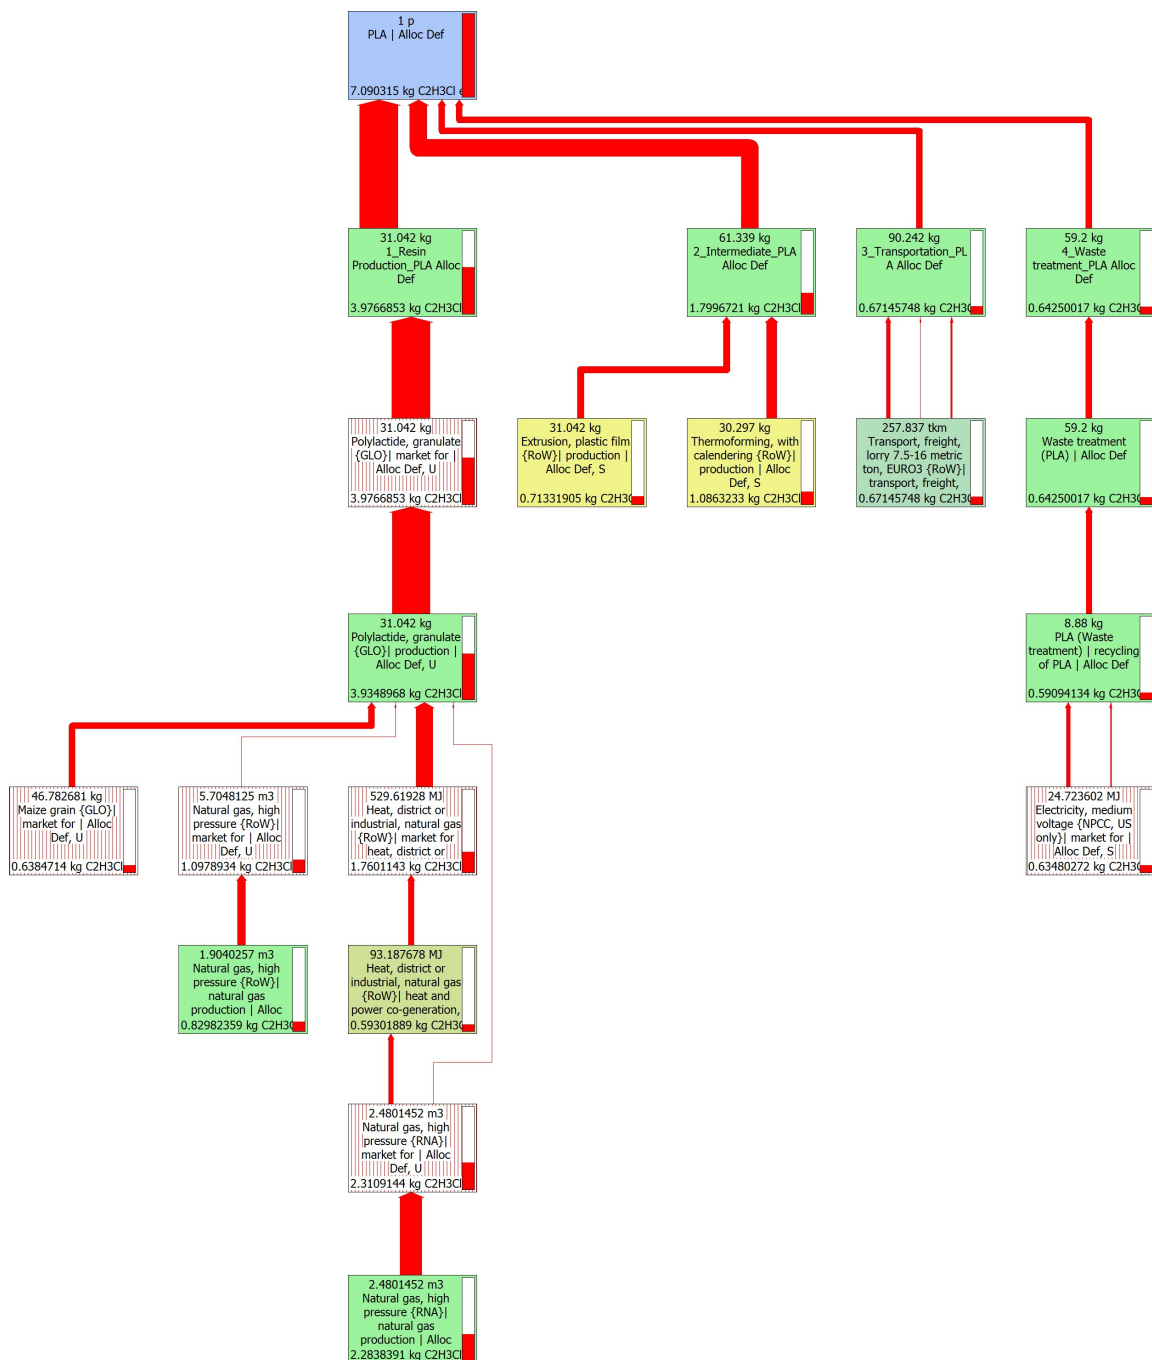 1 p
PLA | Alloc Def
7.090315 kg C2H3Cl e
31.042 kg
1_Resin
Production_PLA Alloc
Def
3.9766853 kg C2H3Cl
61.339 kg
2_Intermediate_PLA
Alloc Def
1.7996721 kg C2H3Cl
90.242 kg
3_Transportation_PL
A Alloc Def
0.67145748 kg C2H3C
59.2 kg
4_Waste
treatment_PLA Alloc
Def
0.64250017 kg C2H3C
31.042 kg
Polylactide, granulate
{GLO}| market for |
Alloc Def, U
3.9766853 kg C2H3Cl
31.042 kg
Extrusion, plastic film
{RoW}| production |
Alloc Def, S
0.71331905 kg C2H3C
30.297 kg
Thermoforming, with
calendering {RoW}|
production | Alloc
Def, S
1.0863233 kg C2H3Cl
257.837 tkm
Transport, freight,
lorry 7.5-16 metric
ton, EURO3 {RoW}|
transport, freight,
0.67145748 kg C2H3C
59.2 kg
Waste treatment
(PLA) | Alloc Def
0.64250017 kg C2H3C
31.042 kg
Polylactide, granulate
{GLO}| production |
Alloc Def, U
3.9348968 kg C2H3Cl
8.88 kg
PLA (Waste
treatment) | recycling
of PLA | Alloc Def
0.59094134 kg C2H3C
46.782681 kg
Maize grain {GLO}|
market for | Alloc
Def, U
0.6384714 kg C2H3Cl
5.7048125 m3
Natural gas, high
pressure {RoW}|
market for | Alloc
Def, U
1.0978934 kg C2H3Cl
529.61928 MJ
Heat, district or
industrial, natural gas
{RoW}| market for
heat, district or
1.7601143 kg C2H3Cl
24.723602 MJ
Electricity, medium
voltage {NPCC, US
only}| market for |
Alloc Def, S
0.63480272 kg C2H3C
1.9040257 m3
Natural gas, high
pressure {RoW}|
natural gas
production | Alloc
0.82982359 kg C2H3C
93.187678 MJ
Heat, district or
industrial, natural gas
{RoW}| heat and
power co-generation,
0.59301889 kg C2H3C
2.4801452 m3
Natural gas, high
pressure {RNA}|
market for | Alloc
Def, U
2.3109144 kg C2H3Cl
2.4801452 m3
Natural gas, high
pressure {RNA}|
natural gas
production | Alloc
2.2838391 kg C2H3Cl